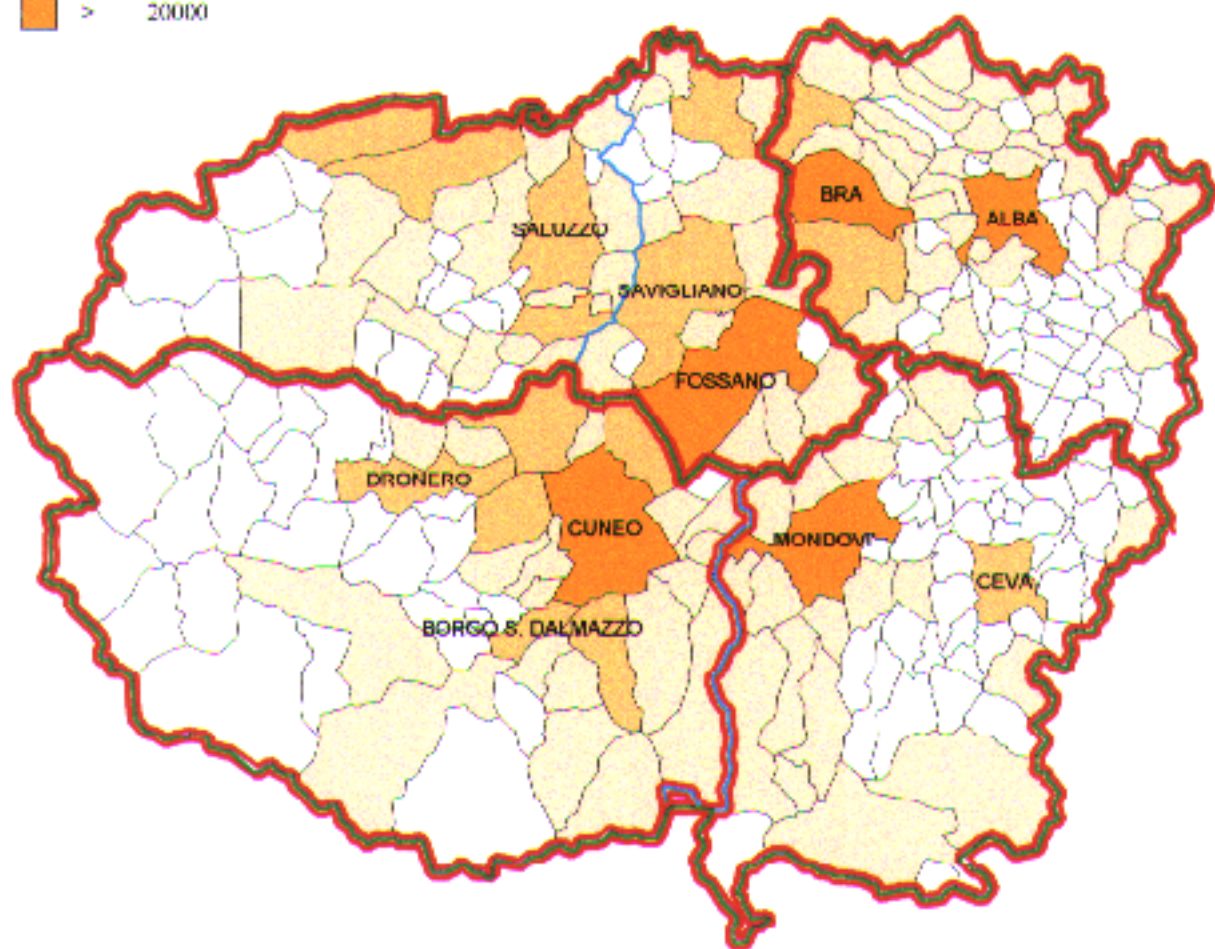 > 20000
BRA
ALBA
SALUZZO
SAVIGLIANO
FOSSANO
DRONERO
CUNEO
MONDOVI'
CEVA
BORGO S. DALMAZZO